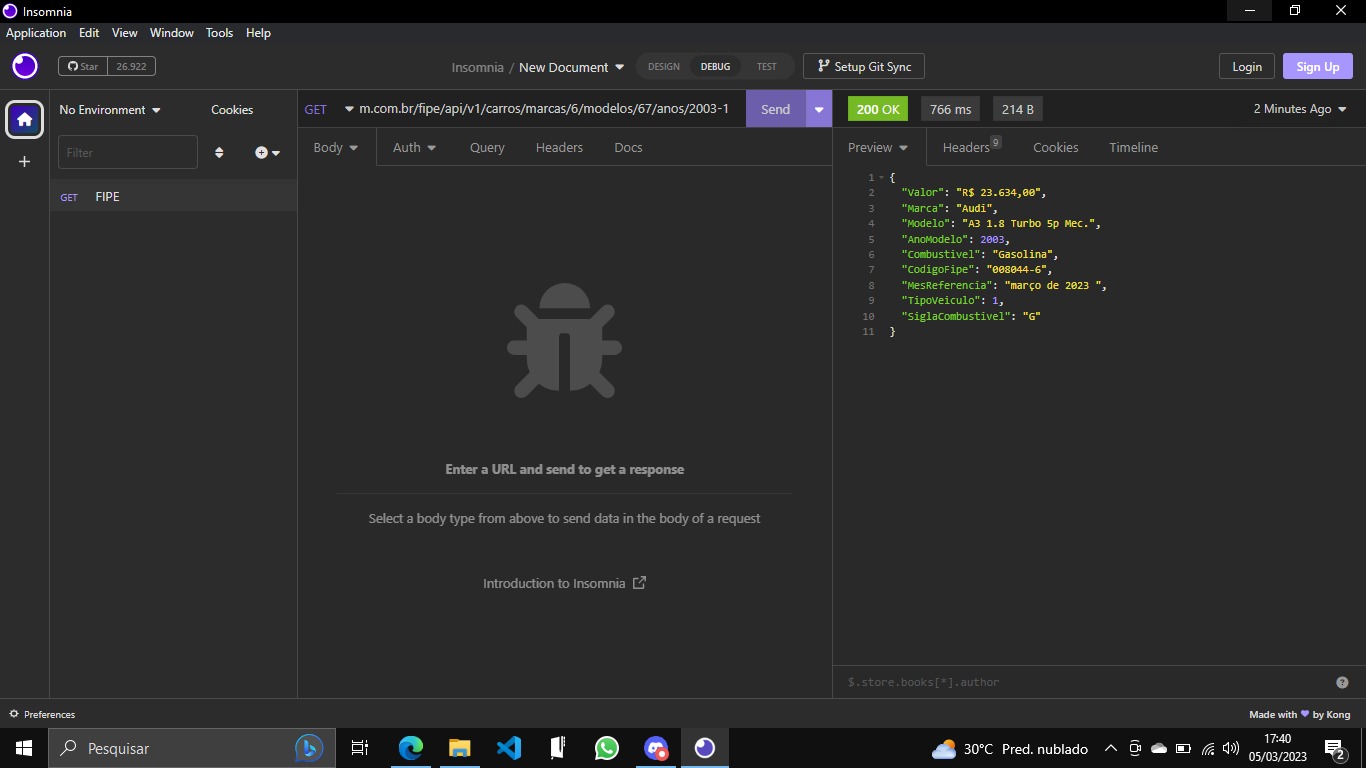 Insomnia
Application Edit View Window Tools Help
Star 26.922
Insomnia / New Document
DESIGN DEBUG TEST
Setup Git Sync
Login
Sign Up
No Environment
Cookies
GET m.com.br/fipe/api/v1/carros/marcas/6/modelos/67/anos/2003-1
Send
200 OK
766 ms
214 B
2 Minutes Ago
Filter
Body Auth Query Headers Docs
Preview Headers 9 Cookies Timeline
GET FIPE
1 {
2 "Valor": "R$ 23.634,00",
3 "Marca": "Audi",
4 "Modelo": "A3 1.8 Turbo 5p Mec.",
5 "AnoModelo": 2003,
6 "Combustivel": "Gasolina",
7 "CodigoFipe": "008044-6",
8 "MesReferencia": "março de 2023 ",
9 "TipoVeiculo": 1,
10 "SiglaCombustivel": "G"
11 }
Enter a URL and send to get a response
Select a body type from above to send data in the body of a request
Introduction to Insomnia
$.store.books[*].author
?
Preferences
Made with by Kong
Pesquisar
30°C Pred. nublado
17:40
05/03/2023
2